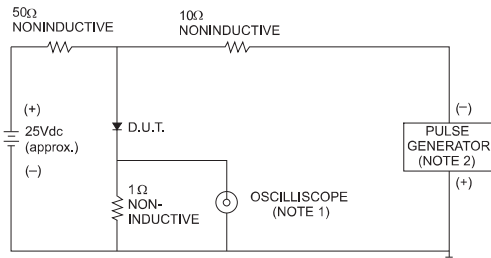 50Ω
NONINDUCTIVE
10Ω
NONINDUCTIVE
(+)
25Vdc
(approx.)
(–)
D.U.T.
1Ω
NON-
INDUCTIVE
OSCILLISCOPE
(NOTE 1)
(–)
PULSE
GENERATOR
(NOTE 2)
(+)